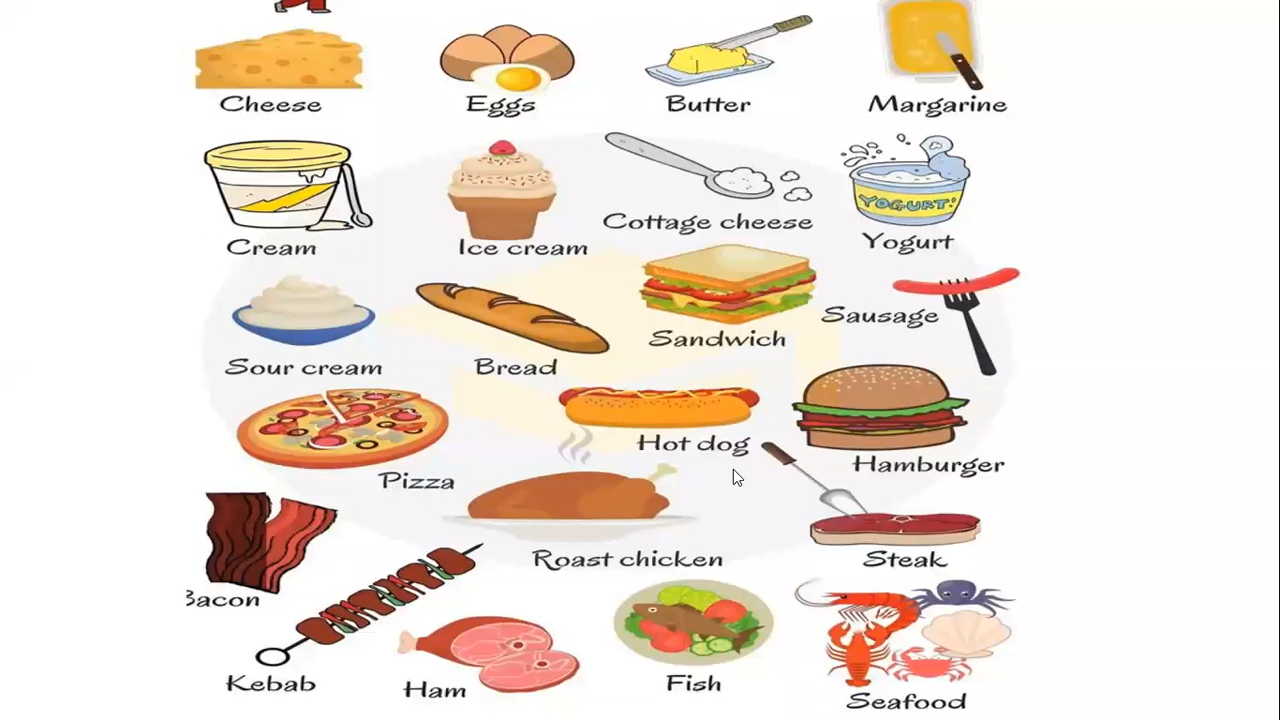 Cheese
Eggs
Butter
Margarine
YOGURT!
Cream
Ice cream
Cottage cheese
Yogurt
Sour cream
Bread
Sandwich
Sausage
Pizza
Hot dog
Hamburger
Bacon
Roast chicken
Steak
Kebab
Ham
Fish
Seafood